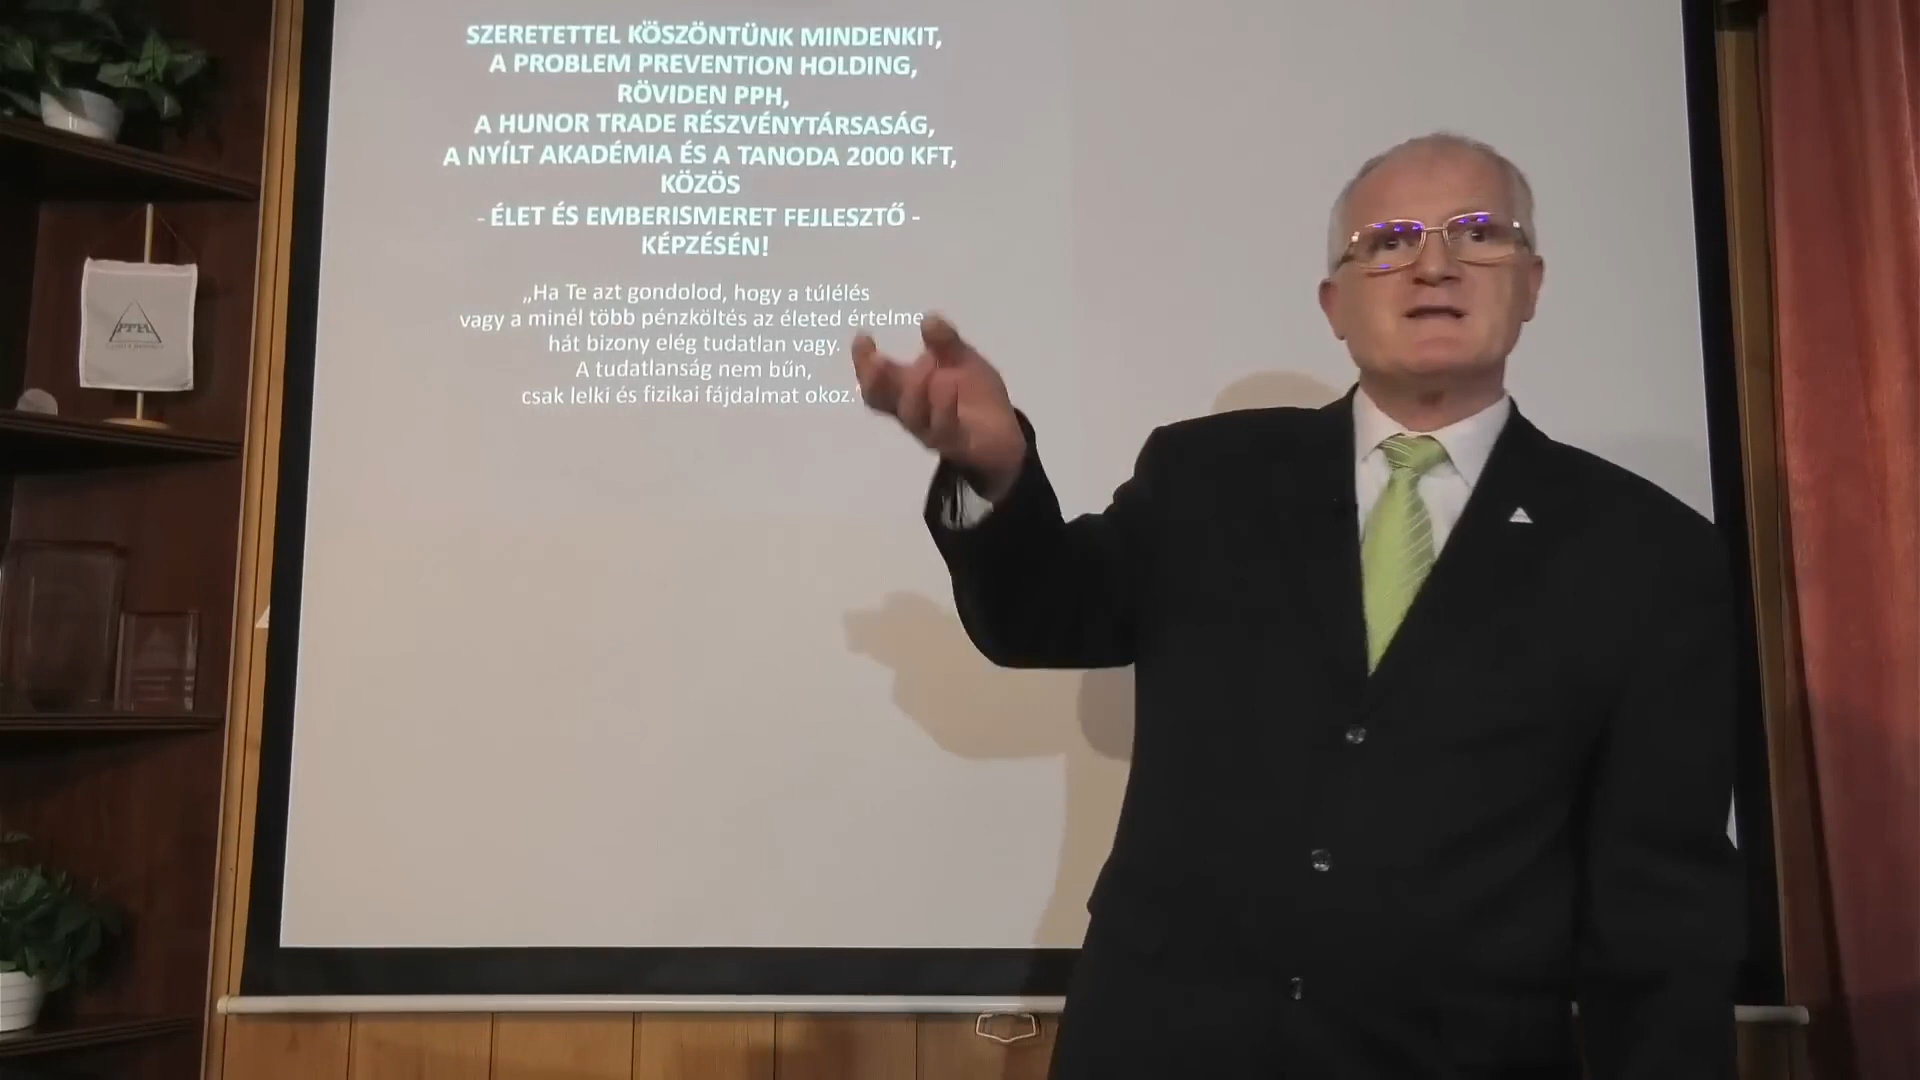 SZERETETTEL KÖSZÖNTÜNK MINDENKIT,
A PROBLEM PREVENTION HOLDING,
RÖVIDEN PPH,
A HUNOR TRADE RÉSZVÉNYTÁRSASÁG,
A NYÍLT AKADÉMIA ÉS A TANODA 2000 KFT,
KÖZÖS
- ÉLET ÉS EMBERISMERET FEJLESZTŐ -
KÉPZÉSÉN!
„Ha Te azt gondolod, hogy a túlélés
vagy a minél több pénzköltés az életed értelme
hát bizony elég tudatlan vagy.
A tudatlanság nem bűn,
csak lelki és fizikai fájdalmat okoz.
PPH